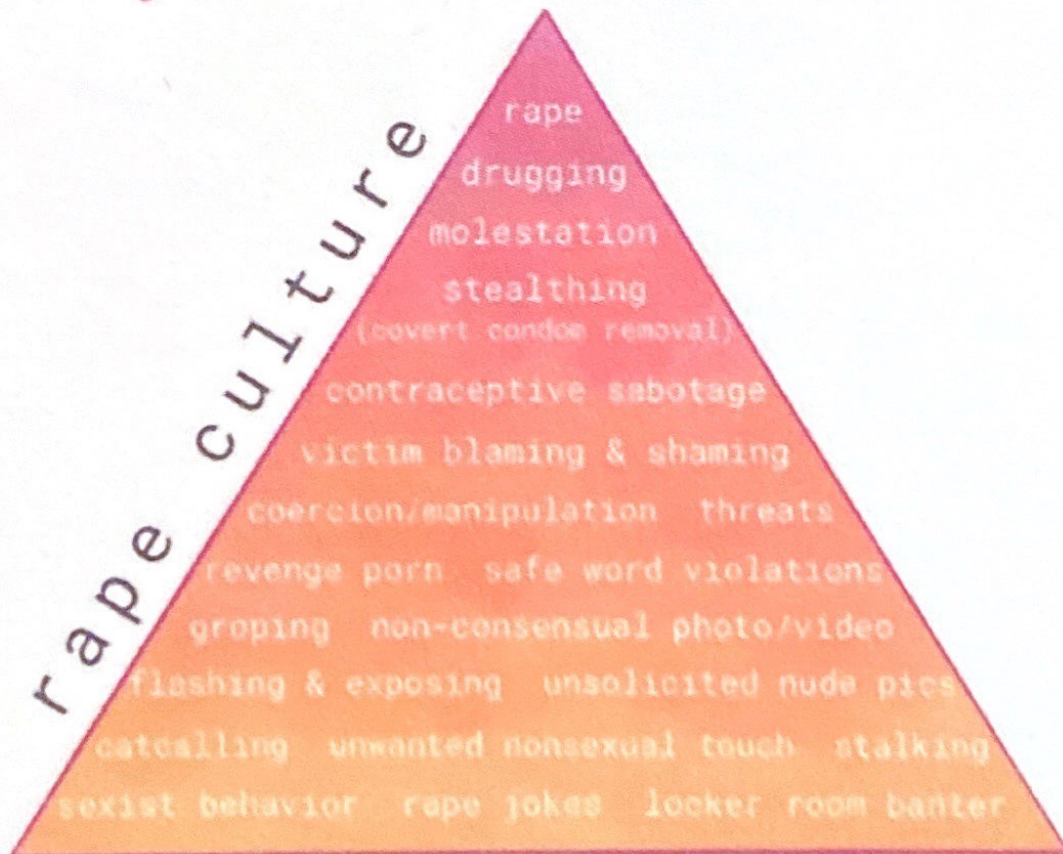 rape culture
rape
drugging
molestation
stealthing
(covert condom removal)
contraceptive sabotage
victim blaming & shaming
coercion/manipulation threats
revenge porn safe word violations
groping non-consensual photo/video
flashing & exposing unsolicited nude pics
catcalling unwanted nonsexual touch stalking
sexist behavior rape jokes locker room banter